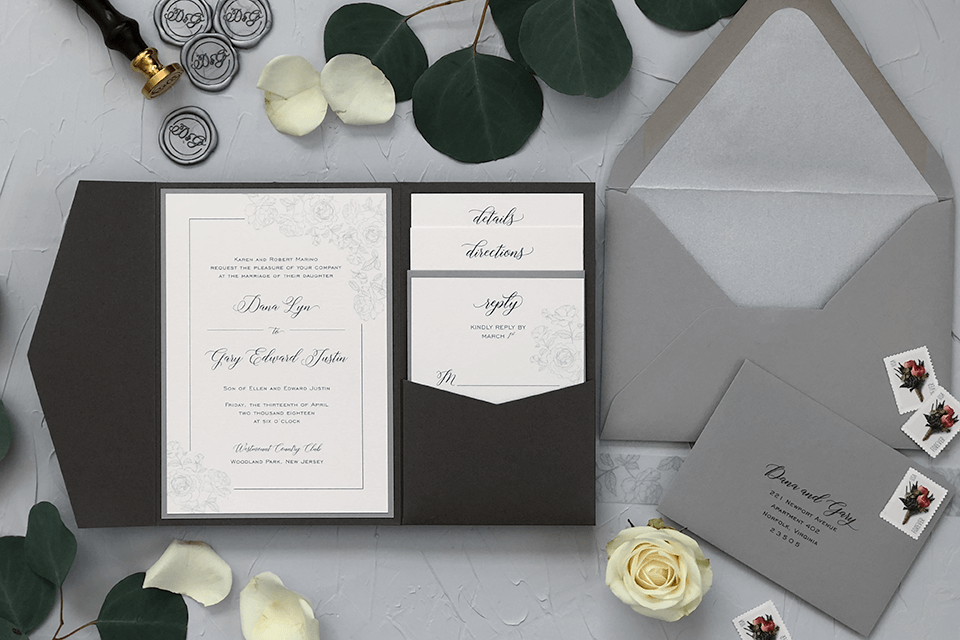 D&G
D&G
D&G
D&G
Karen and Robert Marino
request the pleasure of your company
at the marriage of their daughter
Dana Lyn
to
Gary Edward Justin
Son of Ellen and Edward Justin
Friday, the thirteenth of April
two thousand eighteen
at six o'clock
Westmount Country Club
Woodland Park, New Jersey
details
directions
reply
kindly reply by
March 1st
M
Dana and Gary
221 Newport Avenue
Apartment 402
Norfolk, Virginia
23505
FOREVER
FOREVER